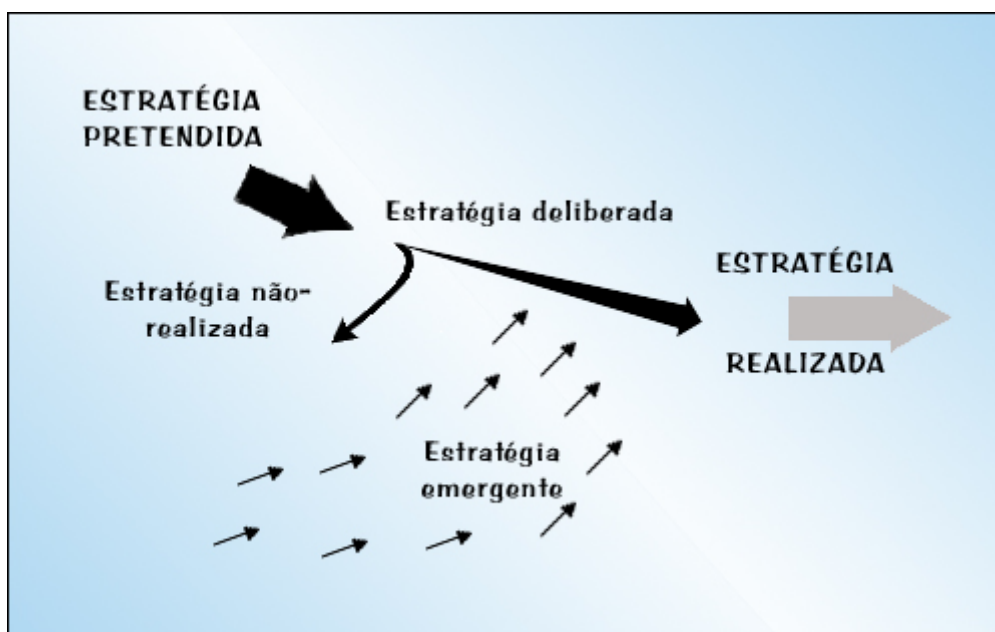 ESTRATÉGIA
PRETENDIDA
Estratégia deliberada
Estratégia não-
realizada
ESTRATÉGIA
REALIZADA
Estratégia
emergente